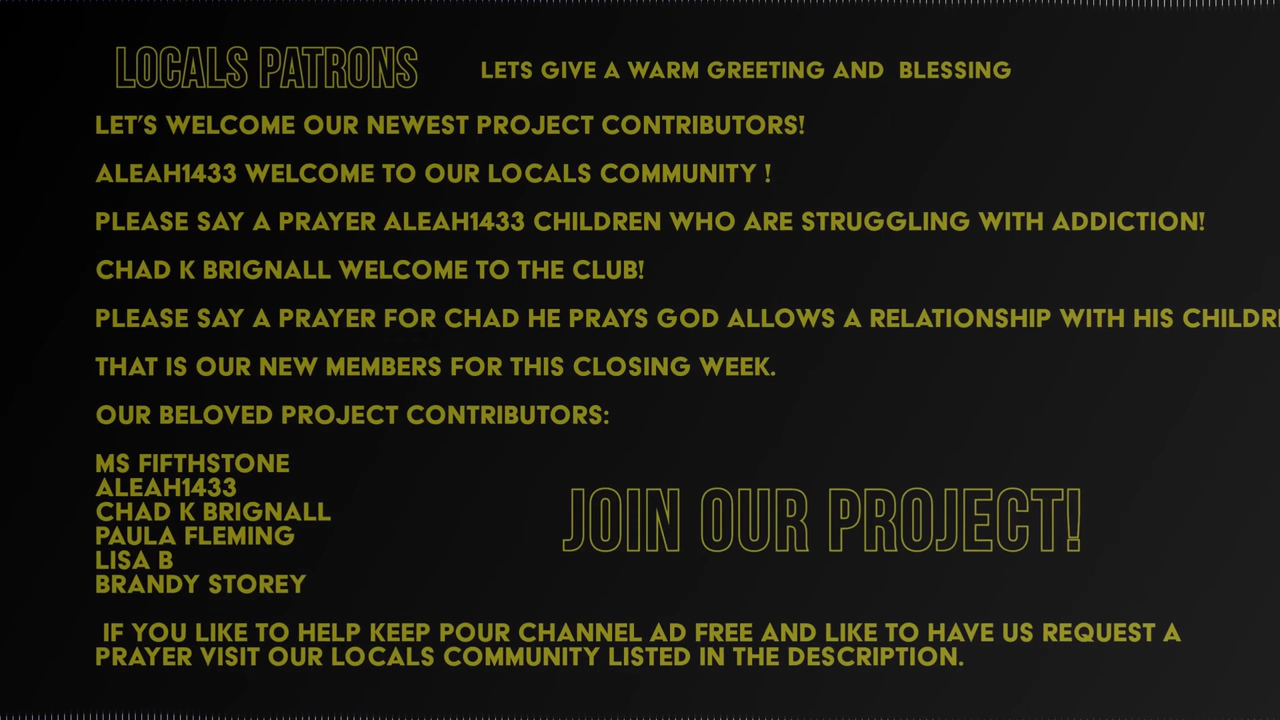 LOCALS PATRONS LETS GIVE A WARM GREETING AND BLESSING
LET'S WELCOME OUR NEWEST PROJECT CONTRIBUTORS!
ALEAH1433 WELCOME TO OUR LOCALS COMMUNITY !
PLEASE SAY A PRAYER ALEAH1433 CHILDREN WHO ARE STRUGGLING WITH ADDICTION!
CHAD K BRIGNALL WELCOME TO THE CLUB!
PLEASE SAY A PRAYER FOR CHAD HE PRAYS GOD ALLOWS A RELATIONSHIP WITH HIS
THAT IS OUR NEW MEMBERS FOR THIS CLOSING WEEK.
OUR BELOVED PROJECT CONTRIBUTORS:
MS FIFTHSTONE
ALEAH1433
CHAD K BRIGNALL
PAULA FLEMING
LISA B
BRANDY STOREY
JOIN OUR PROJECT!
IF YOU LIKE TO HELP KEEP POUR CHANNEL AD FREE AND LIKE TO HAVE US REQUEST A
PRAYER VISIT OUR LOCALS COMMUNITY LISTED IN THE DESCRIPTION.